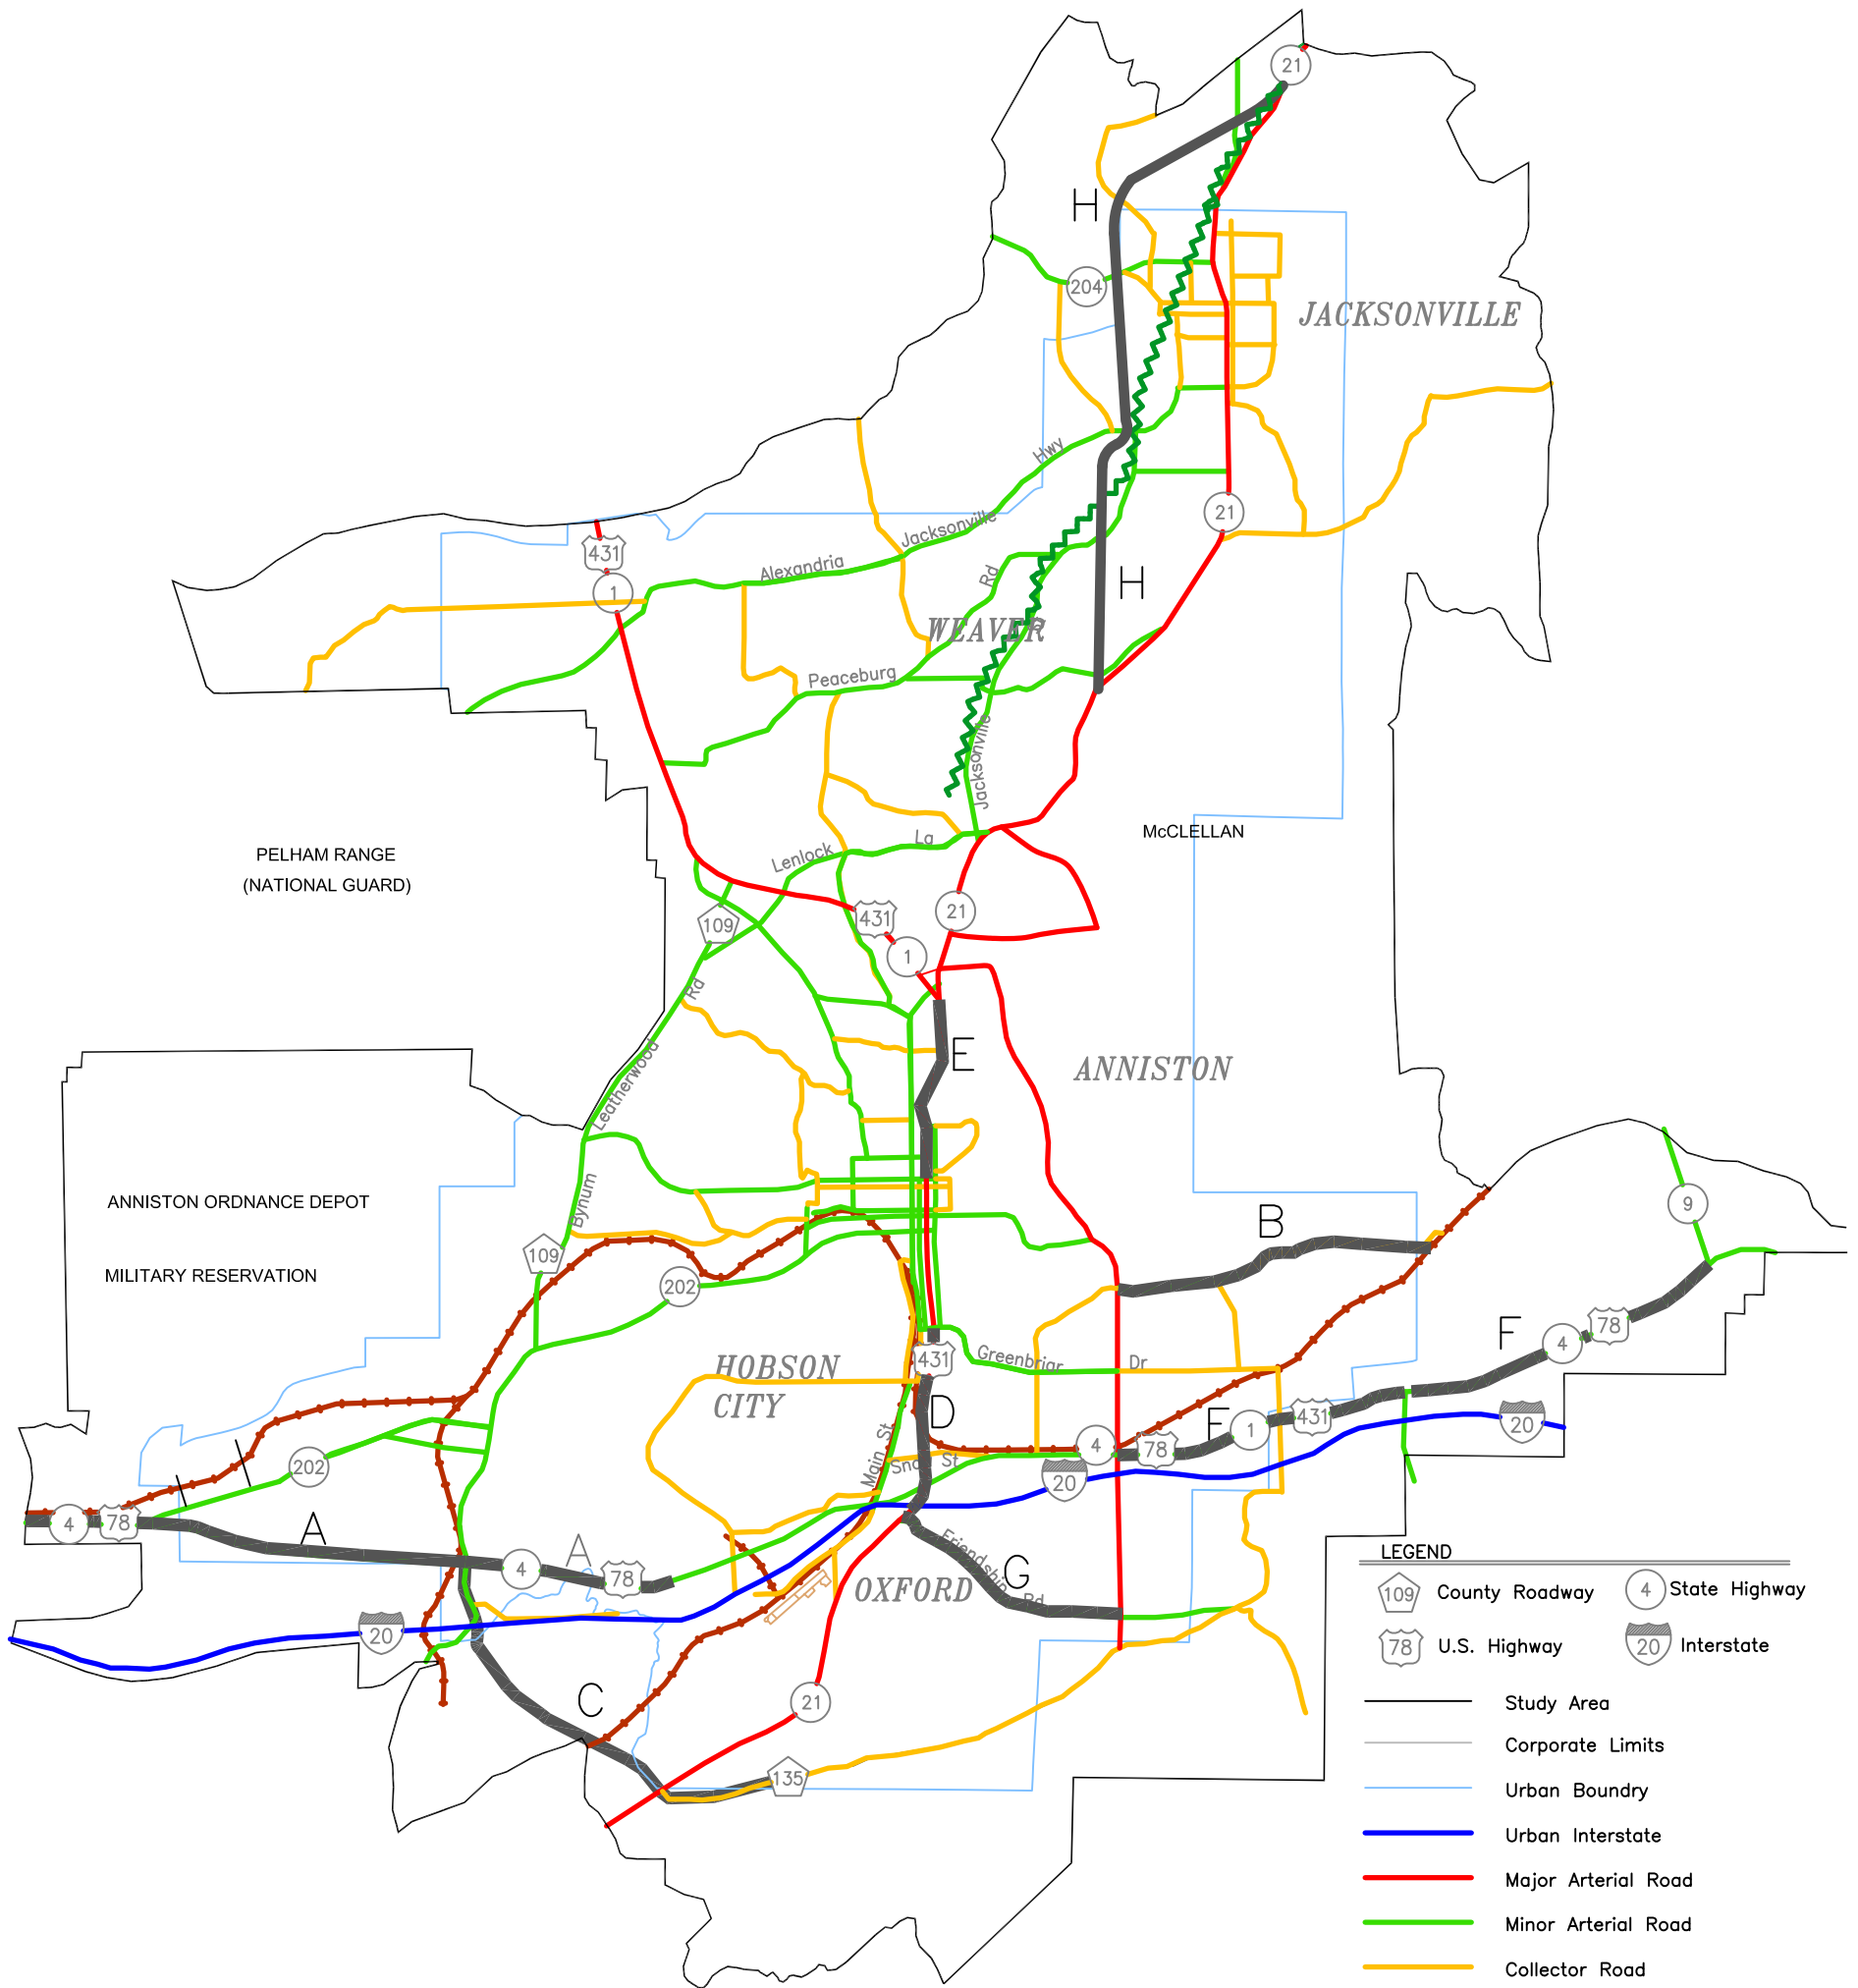 21
H
204
JACKSONVILLE
Hwy
21
Jacksonville
431
Alexandria
Rd
1
H
WEAVER
Peaceburg
Jacksonville
McCLELLAN
La
Lenlock
PELHAM RANGE
(NATIONAL GUARD)
109
431
21
1
Rd
E
ANNISTON
Leatherwood
ANNISTON ORDNANCE DEPOT
Bynum
B
9
109
MILITARY RESERVATION
202
F
4
78
431
Greenbriar
Dr
HOBSON
CITY
D
F
1
431
20
Main St
4
78
Snow St
202
20
4
78
A
A
4
78
Friendship
Rd
G
OXFORD
20
C
21
135
LEGEND
109
County Roadway
4
State Highway
78
U.S. Highway
20
Interstate
Study Area
Corporate Limits
Urban Boundry
Urban Interstate
Major Arterial Road
Minor Arterial Road
Collector Road